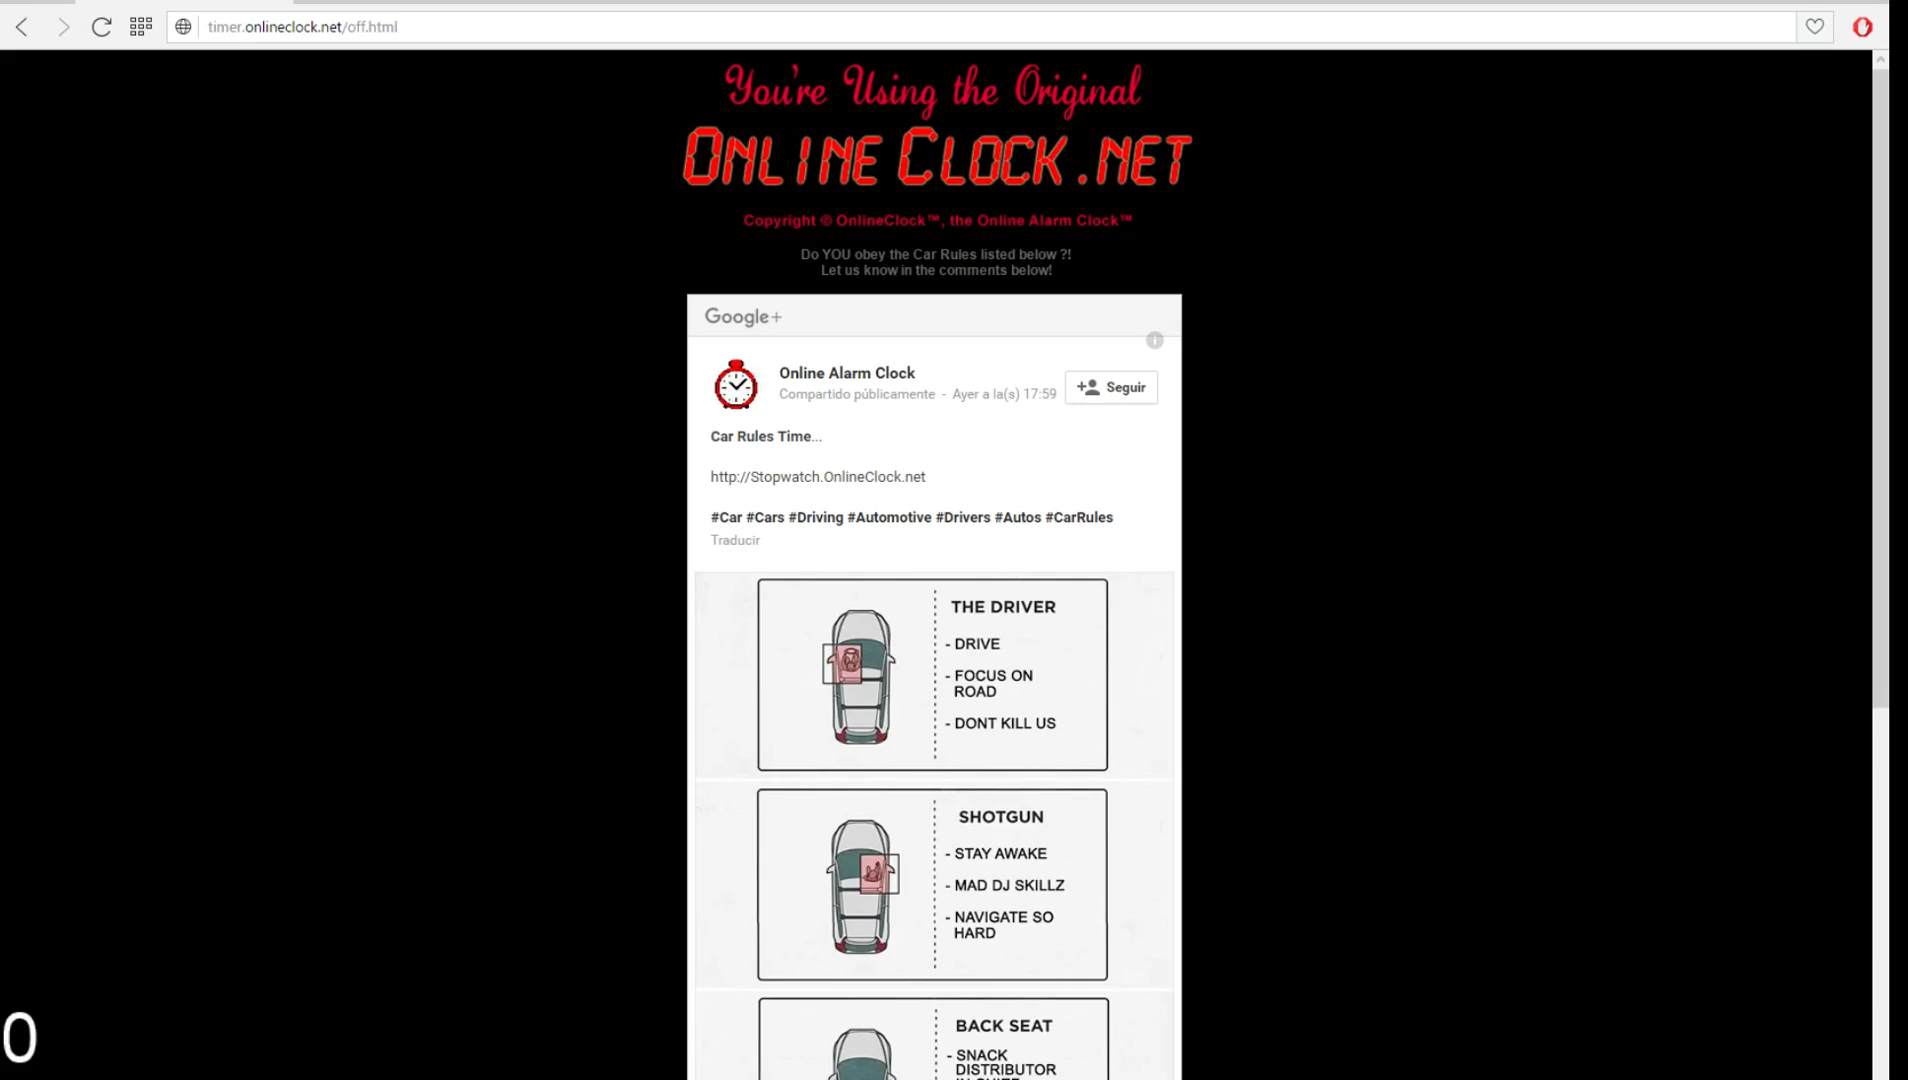 timer.onlineclock.net/off.html
You're Using the Original
ONLINE CLOCK.NET
Copyright © OnlineClock™, the Online Alarm Clock™
Do YOU obey the Car Rules listed below ?!
Let us know in the comments below!
Google+
Online Alarm Clock
Compartido públicamente - Ayer a la(s) 17:59
Seguir
Car Rules Time...
http://Stopwatch.OnlineClock.net
#Car #Cars #Driving #Automotive #Drivers #Autos #CarRules
Traducir
THE DRIVER
- DRIVE
- FOCUS ON
ROAD
- DONT KILL US
SHOTGUN
- STAY AWAKE
- MAD DJ SKILLZ
- NAVIGATE SO
HARD
BACK SEAT
- SNACK
DISTRIBUTOR
0